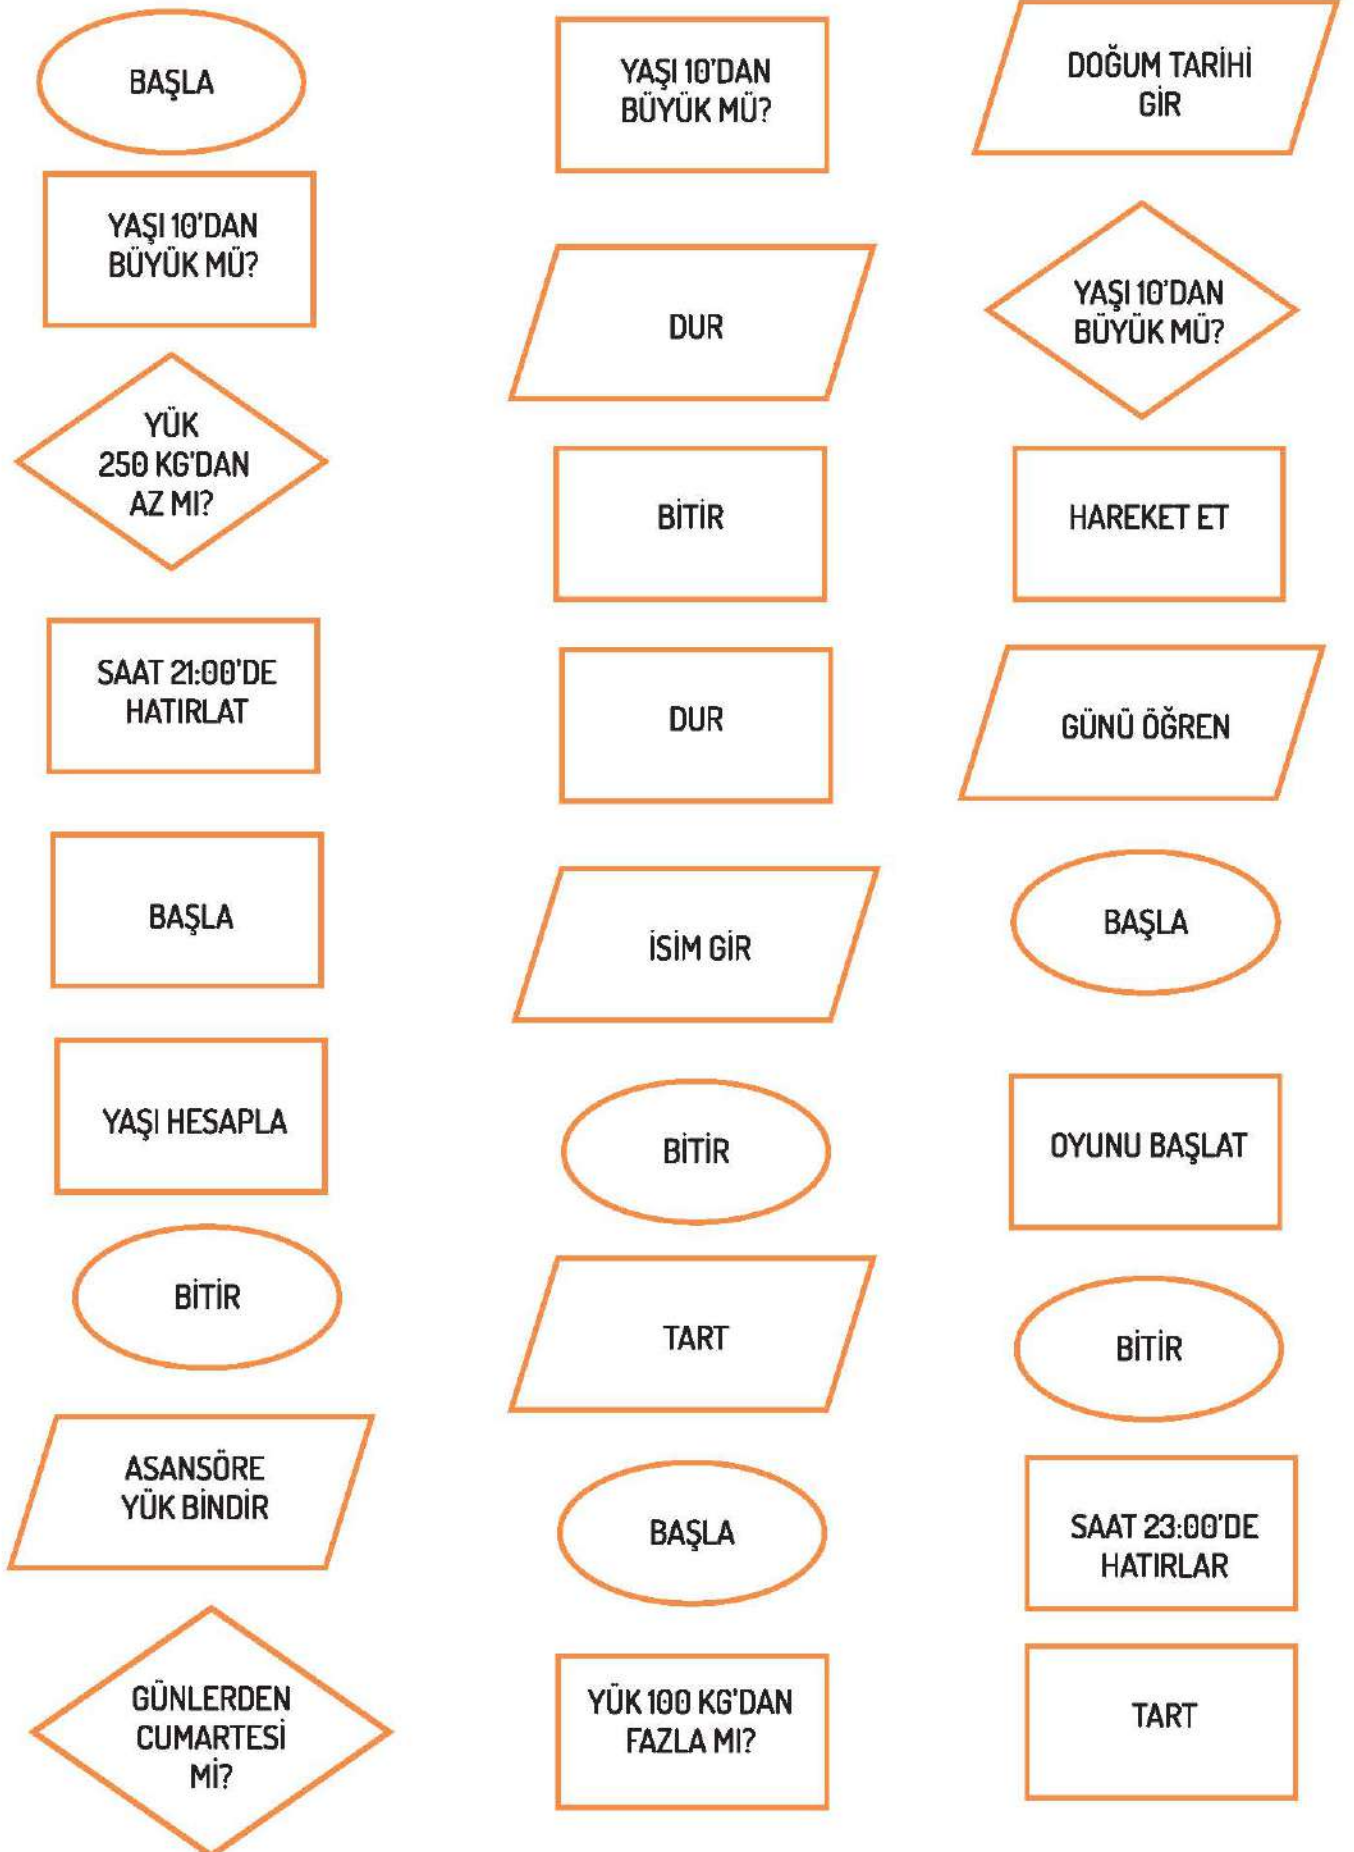 BAŞLA
YAŞI 10'DAN
BÜYÜK MÜ?
YÜK
250 KG'DAN
AZ MI?
SAAT 21:00'DE
HATIRLAT
BAŞLA
YAŞI HESAPLA
BİTİR
ASANSÖRE
YÜK BİNDİR
GÜNLERDEN
CUMARTESİ
Mİ?
YAŞI 10'DAN
BÜYÜK MÜ?
DUR
BİTİR
DUR
İSİM GİR
BİTİR
TART
BAŞLA
YÜK 100 KG'DAN
FAZLA MI?
DOĞUM TARİHİ
GİR
YAŞI 10'DAN
BÜYÜK MÜ?
HAREKET ET
GÜNÜ ÖĞREN
BAŞLA
OYUNU BAŞLAT
BİTİR
SAAT 23:00'DE
HATIRLAR
TART